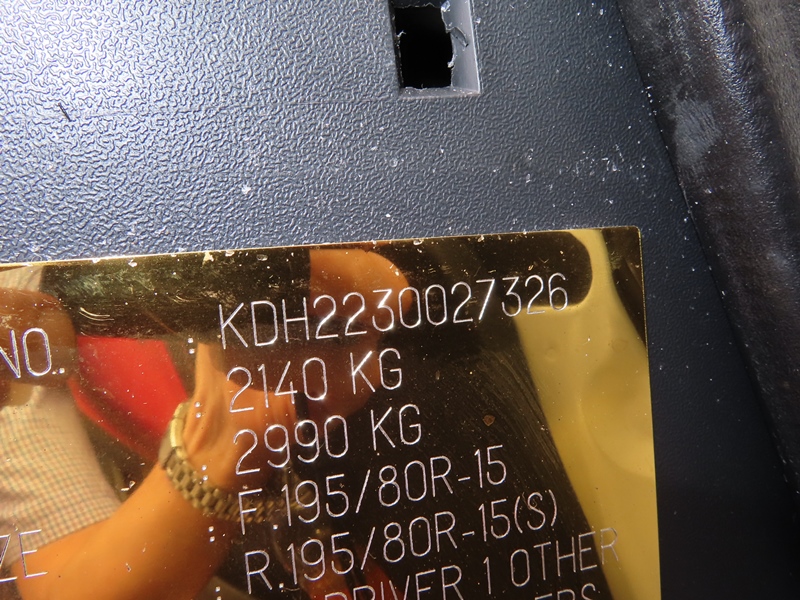 NO. : KDH2230027326
: 2140 KG
: 2990 KG
: F.195/80R-15
ZE : R.195/80R-15(S)
: DRIVER 1 OTHER